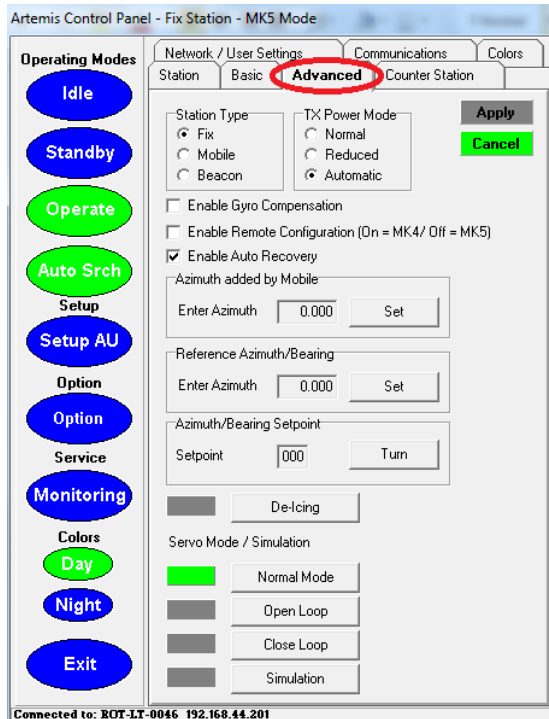 Artemis Control Panel - Fix Station - MK5 Mode
Operating Modes
Idle
Standby
Operate
Auto Srch
Setup
Setup AU
Option
Option
Service
Monitoring
Colors
Day
Night
Exit
Network / User Settings Communications Colors
Station Basic Advanced Counter Station
Station Type
Fix
Mobile
Beacon
TX Power Mode
Normal
Reduced
Automatic
Apply
Cancel
Enable Gyro Compensation
Enable Remote Configuration (On = MK4/ Off = MK5)
Enable Auto Recovery
Azimuth added by Mobile
Enter Azimuth 0.000 Set
Reference Azimuth/Bearing
Enter Azimuth 0.000 Set
Azimuth/Bearing Setpoint
Setpoint 000 Turn
De-Icing
Servo Mode / Simulation
Normal Mode
Open Loop
Close Loop
Simulation
Connected to: ROT-LT-0046 192.168.44.201